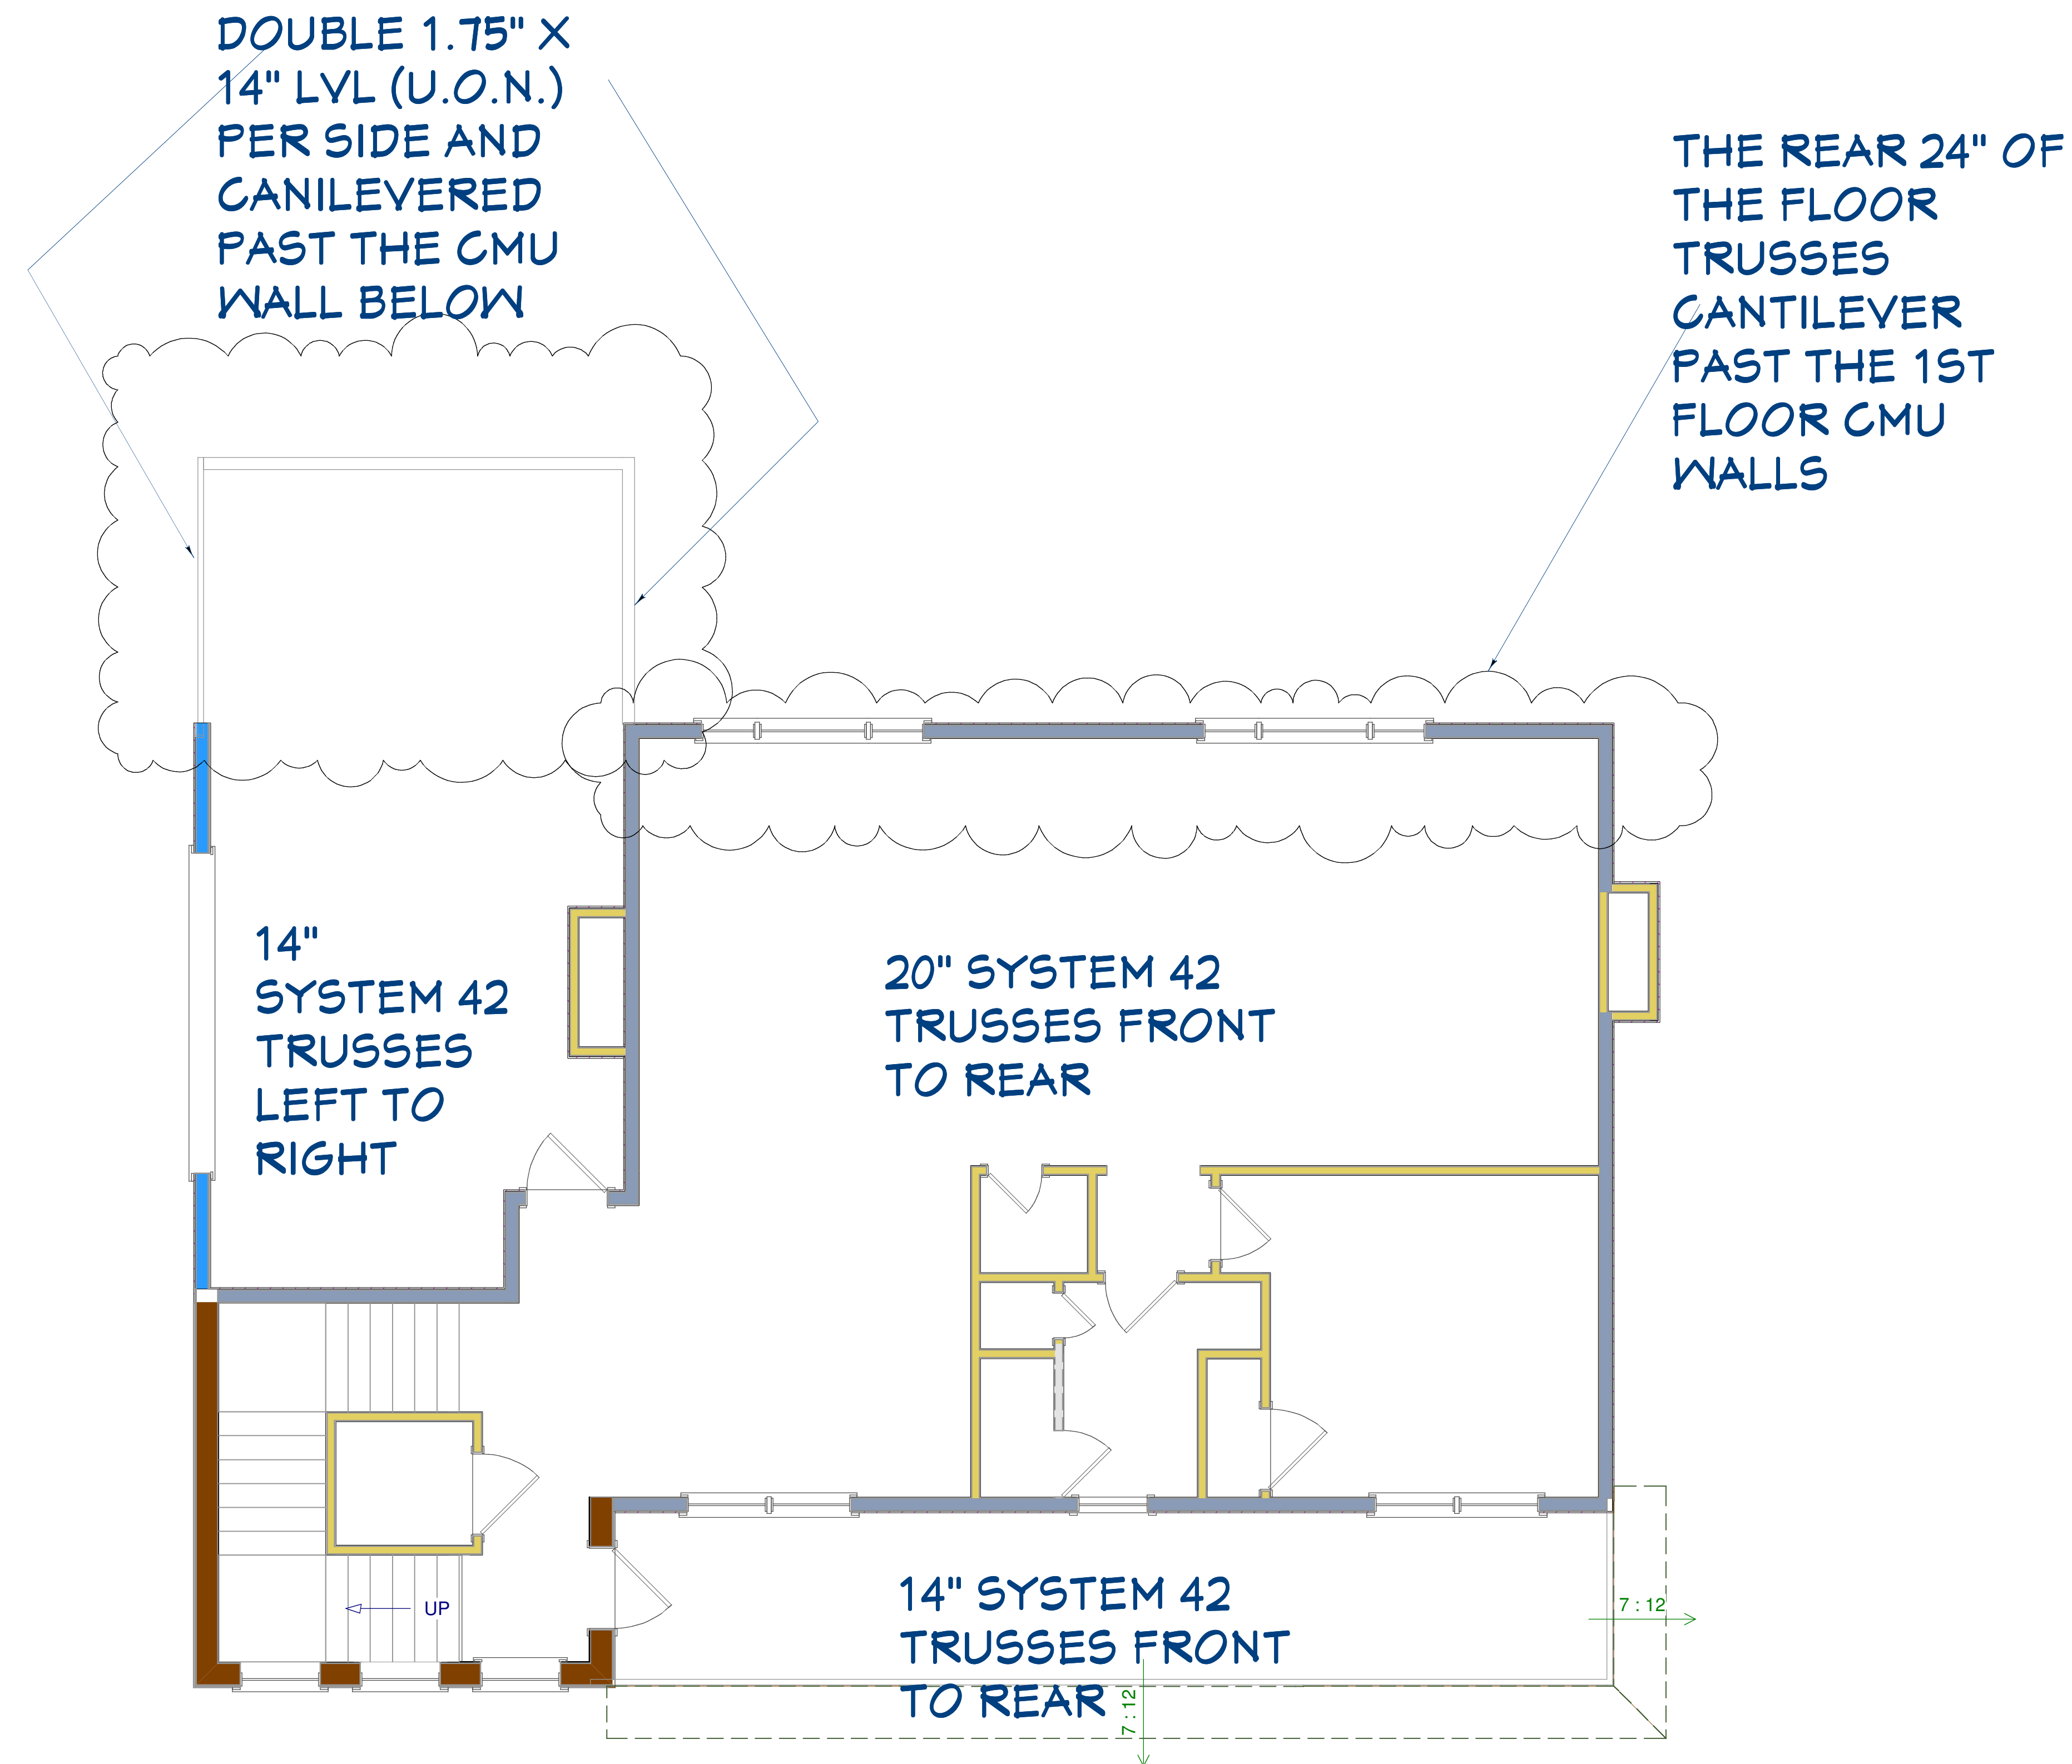 DOUBLE 1.75" X
14" LVL (U.O.N.)
PER SIDE AND
CANILEVERED
PAST THE CMU
WALL BELOW
THE REAR 24" OF
THE FLOOR
TRUSSES
CANTILEVER
PAST THE 1ST
FLOOR CMU
WALLS
14"
SYSTEM 42
TRUSSES
LEFT TO
RIGHT
20" SYSTEM 42
TRUSSES FRONT
TO REAR
UP
14" SYSTEM 42
TRUSSES FRONT
TO REAR
7 : 12
7 : 12